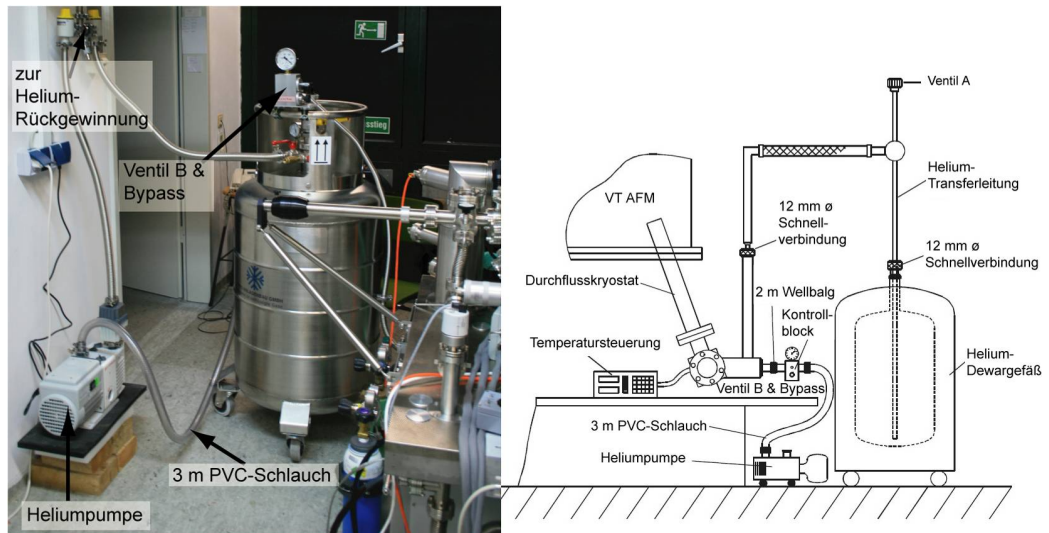 zur
Helium-
Rückgewinnung
Ventil B &
Bypass
3 m PVC-Schlauch
Heliumpumpe
Ventil A
VT AFM
Helium-
Transferleitung
12 mm ø
Schnell-
verbindung
12 mm ø
Schnellverbindung
Durchflusskryostat
2 m Wellbalg
Kontroll-
block
Temperatursteuerung
Helium-
Dewargefäß
Ventil B & Bypass
3 m PVC-Schlauch
Heliumpumpe